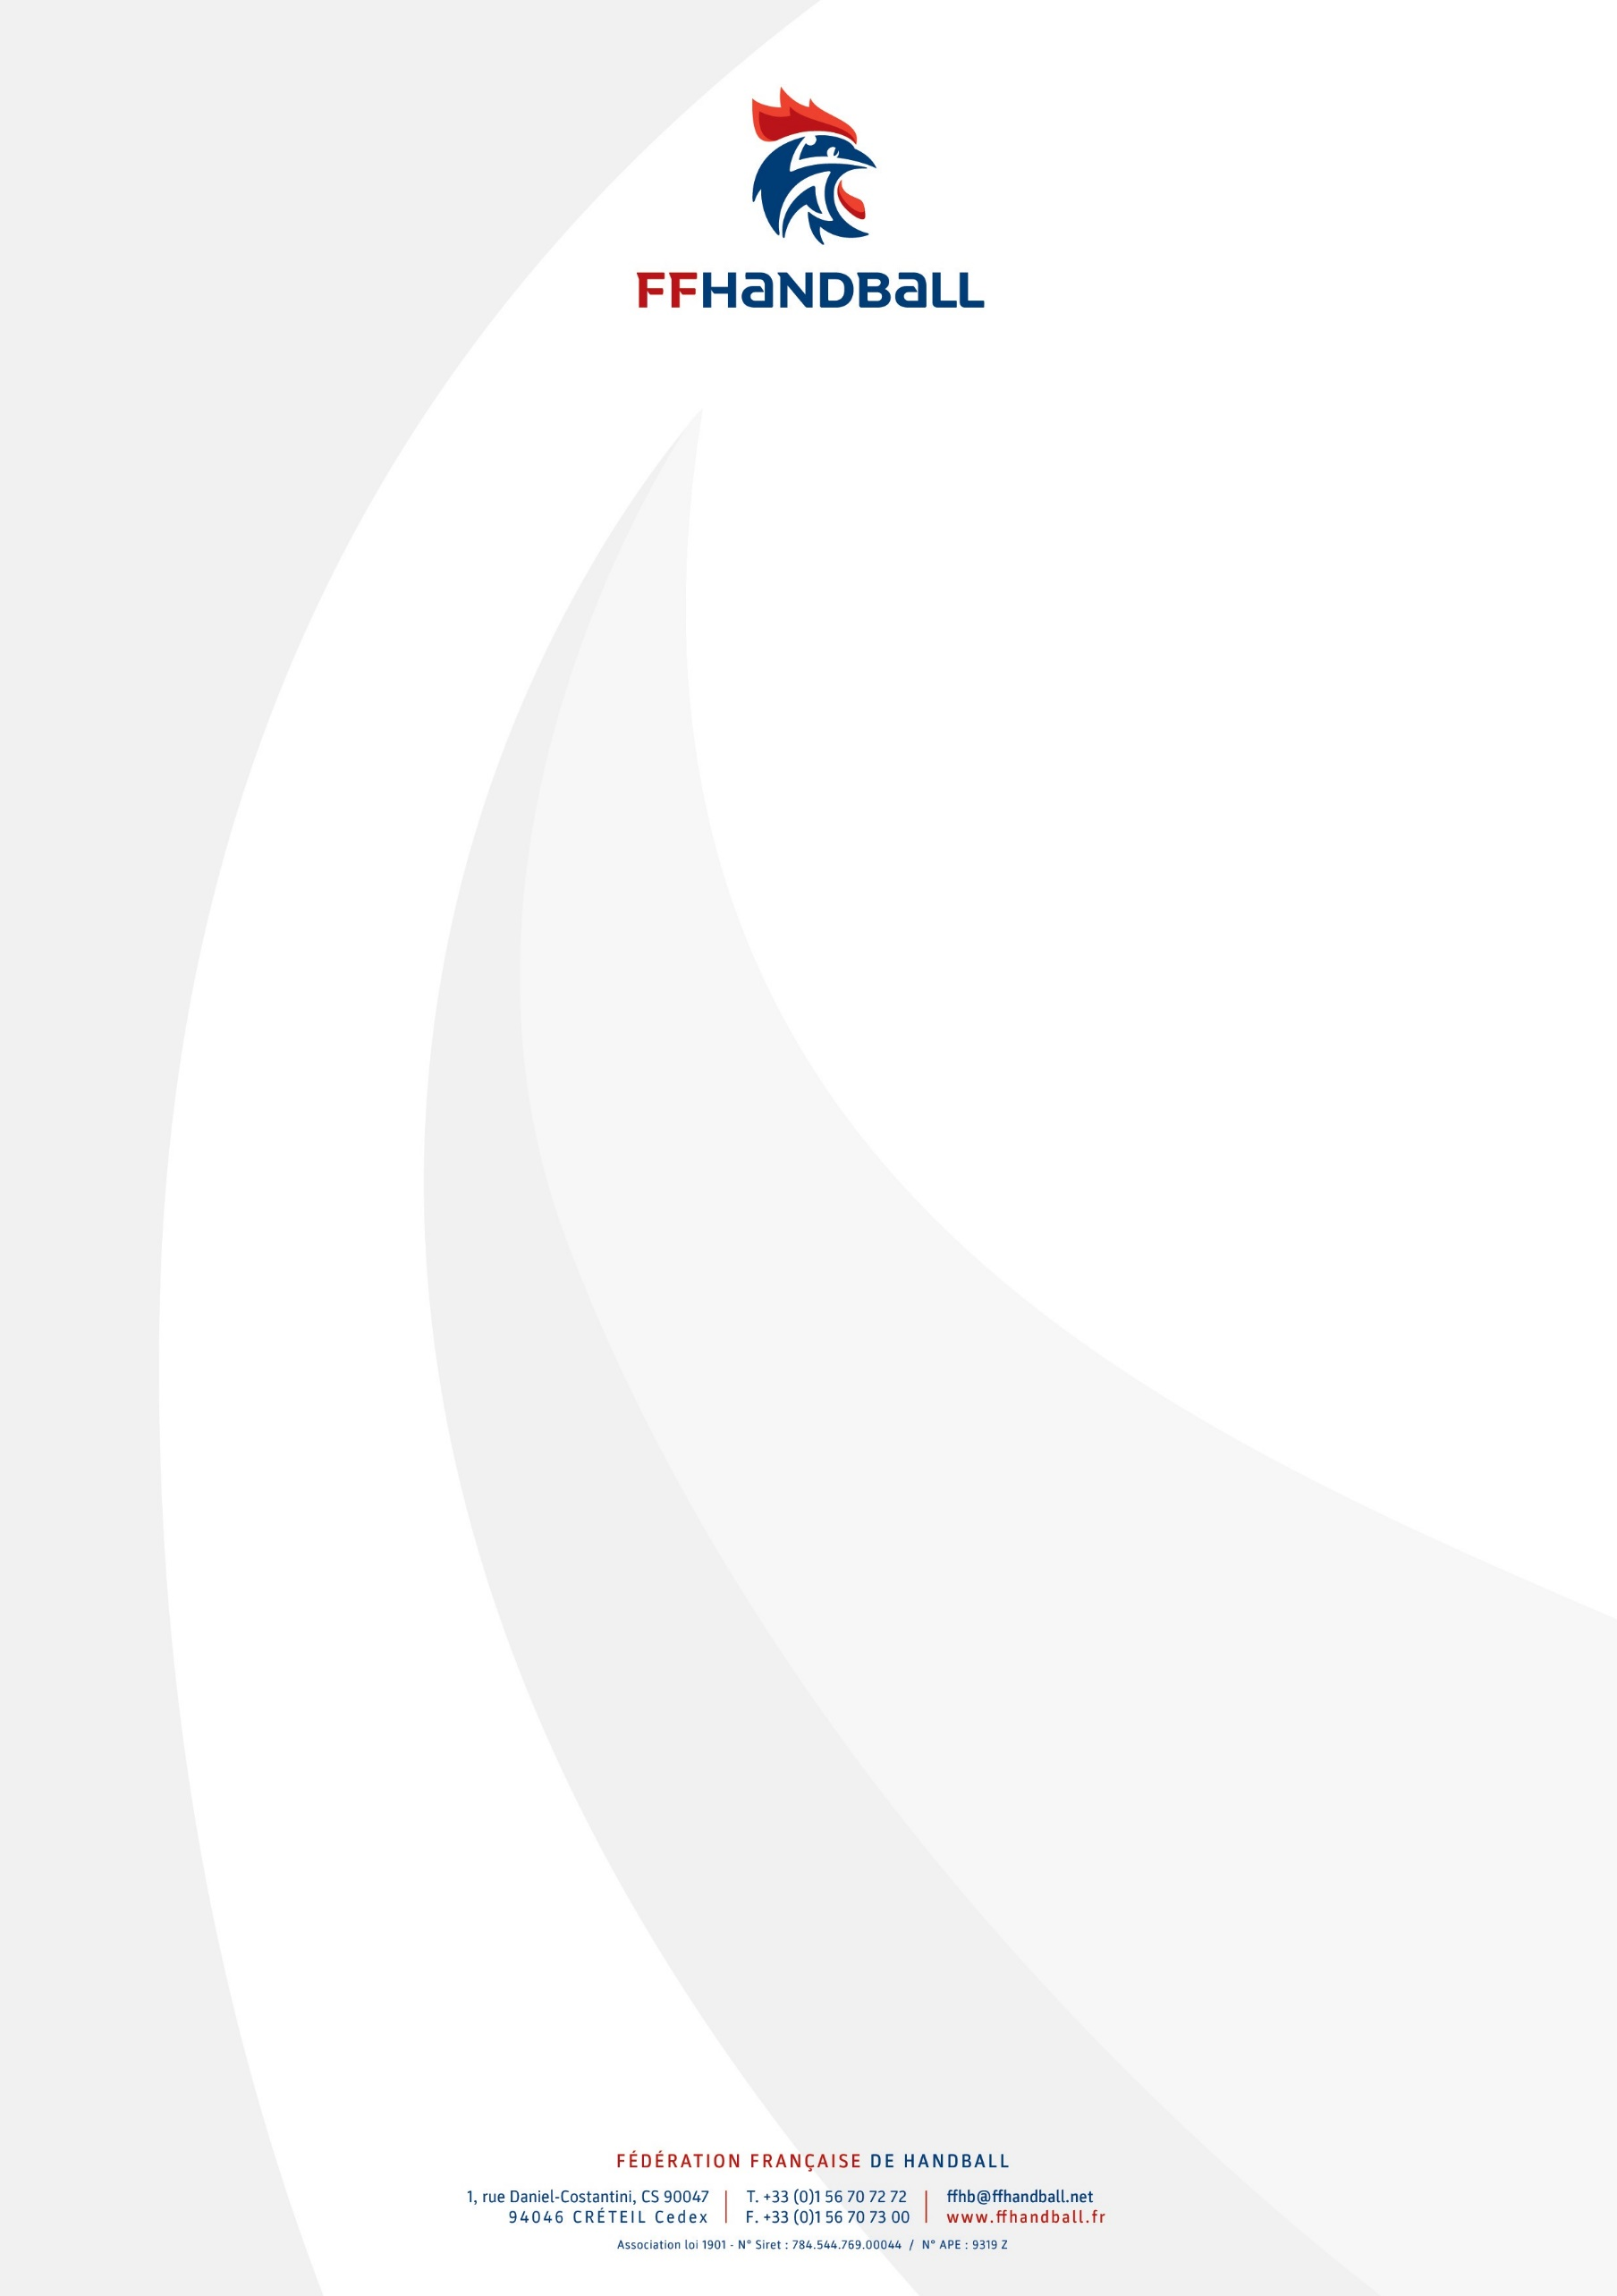 FFHANDBALL
FÉDÉRATION FRANÇAISE DE HANDBALL
1, rue Daniel-Costantini, CS 90047
94046 CRÉTEIL Cedex
T. +33 (0)1 56 70 72 72
F. +33 (0)1 56 70 73 00
ffhb@ffhandball.net
www.ffhandball.fr
Association loi 1901 - N° Siret : 784.544.769.00044 / N° APE : 9319 Z